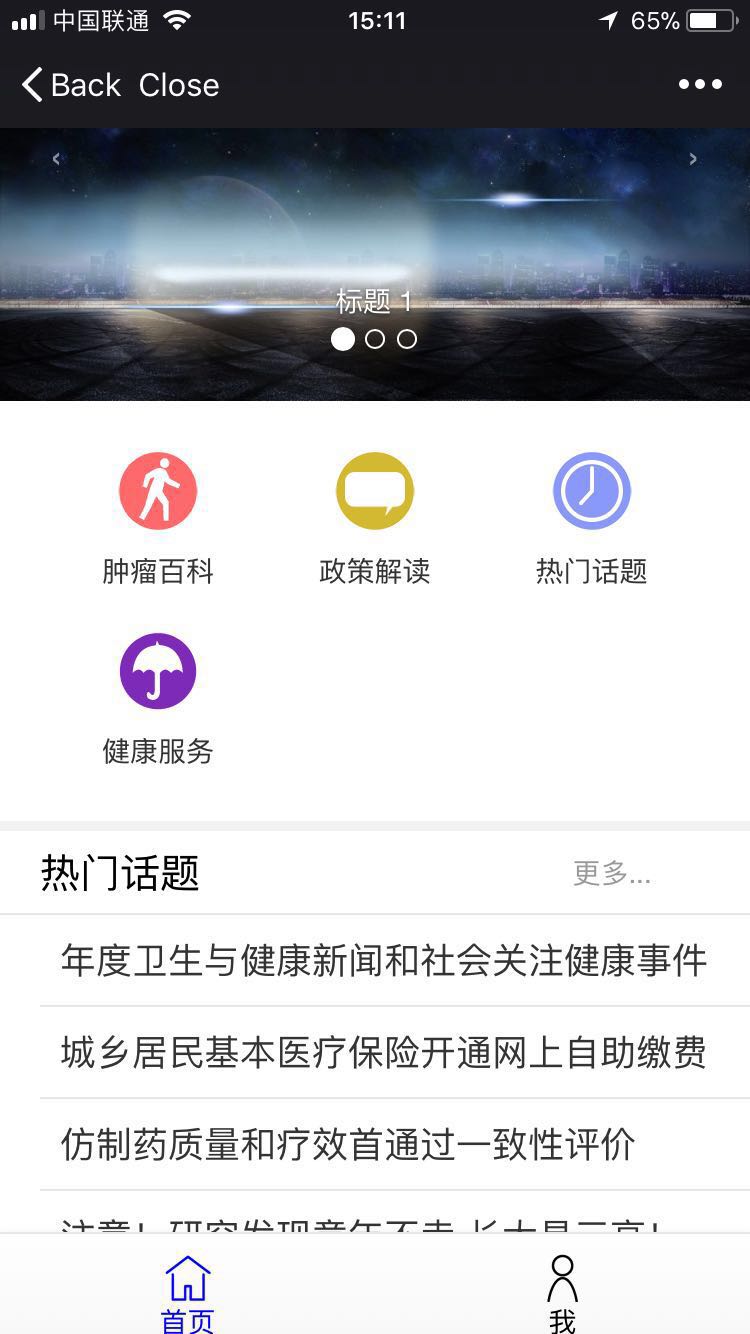 中国联通
15:11
65%
Back Close
标题 1
肿瘤百科
政策解读
热门话题
健康服务
热门话题
更多...
年度卫生与健康新闻和社会关注健康事件
城乡居民基本医疗保险开通网上自助缴费
仿制药质量和疗效首通过一致性评价
首页
我